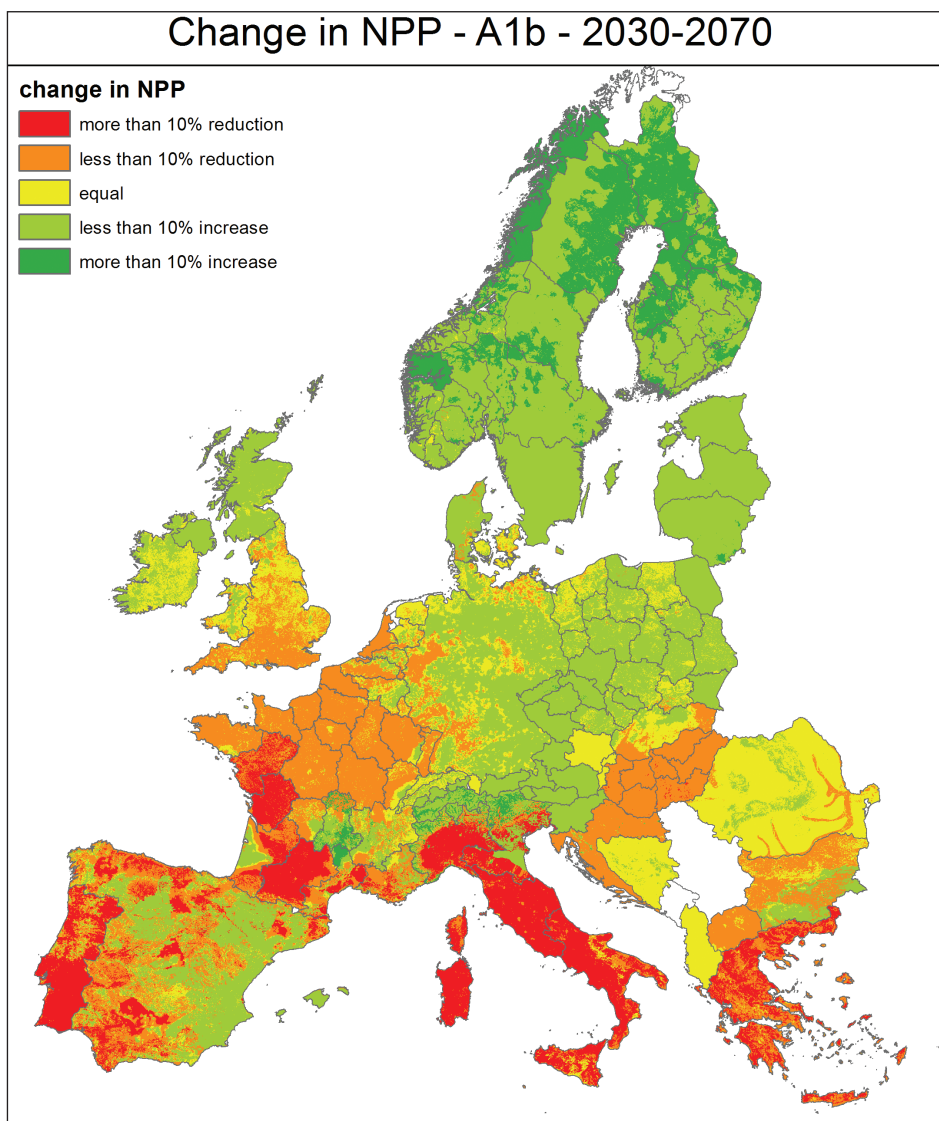 Change in NPP - A1b - 2030-2070
change in NPP
more than 10% reduction
less than 10% reduction
equal
less than 10% increase
more than 10% increase